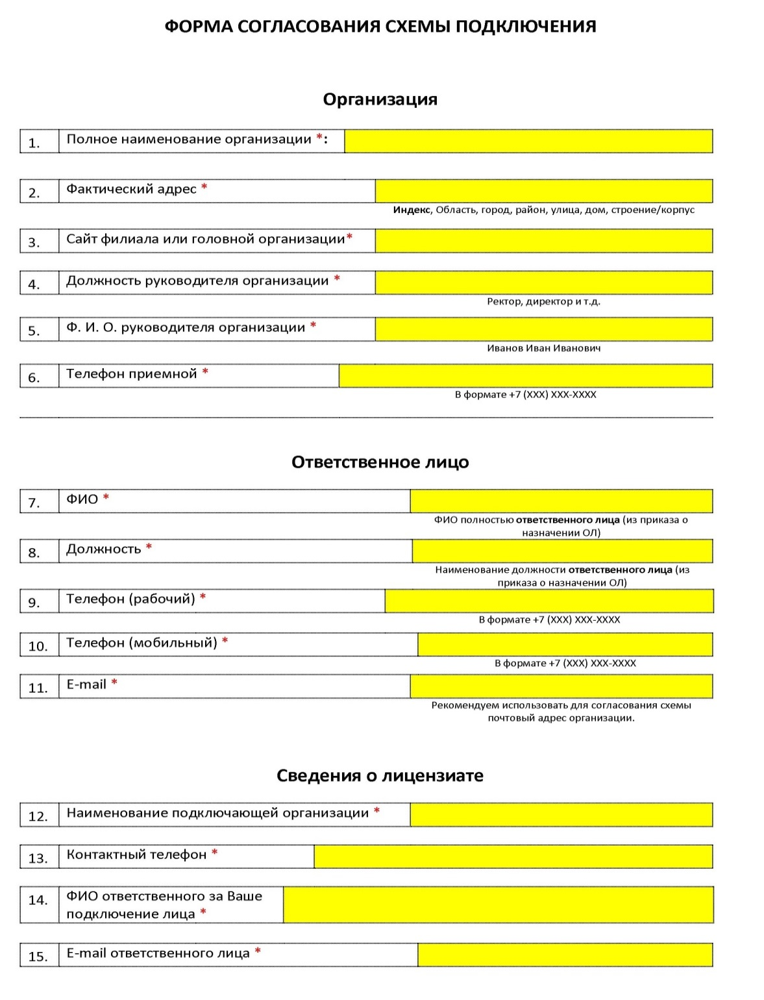 ФОРМА СОГЛАСОВАНИЯ СХЕМЫ ПОДКЛЮЧЕНИЯ
Организация
1. Полное наименование организации *:
2. Фактический адрес *
Индекс, Область, город, район, улица, дом, строение/корпус
3. Сайт филиала или головной организации*
4. Должность руководителя организации *
Ректор, директор и т.д.
5. Ф. И. О. руководителя организации *
Иванов Иван Иванович
6. Телефон приемной *
В формате +7 (XXX) XXX-XXXX
Ответственное лицо
7. ФИО *
ФИО полностью ответственного лица (из приказа о
назначении ОЛ)
8. Должность *
Наименование должности ответственного лица (из
приказа о назначении ОЛ)
9. Телефон (рабочий) *
В формате +7 (XXX) XXX-XXXX
10. Телефон (мобильный) *
В формате +7 (XXX) XXX-XXXX
11. E-mail *
Рекомендуем использовать для согласования схемы
почтовый адрес организации.
Сведения о лицензиате
12. Наименование подключающей организации *
13. Контактный телефон *
14. ФИО ответственного за Ваше
подключение лица *
15. E-mail ответственного лица *